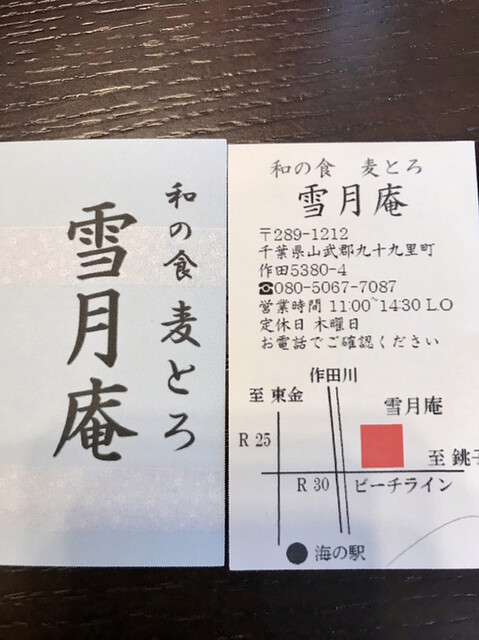 和の食 麦とろ
雪月庵
和の食 麦とろ
雪月庵
〒289-1212
千葉県山武郡九十九里町
作田5380-4
☎080-5067-7087
営業時間 11:00~14:30 LO
定休日 木曜日
お電話でご確認ください
作田川
至 東金
雪月庵
R 25
至 銚子
R 30
ビーチライン
海の駅